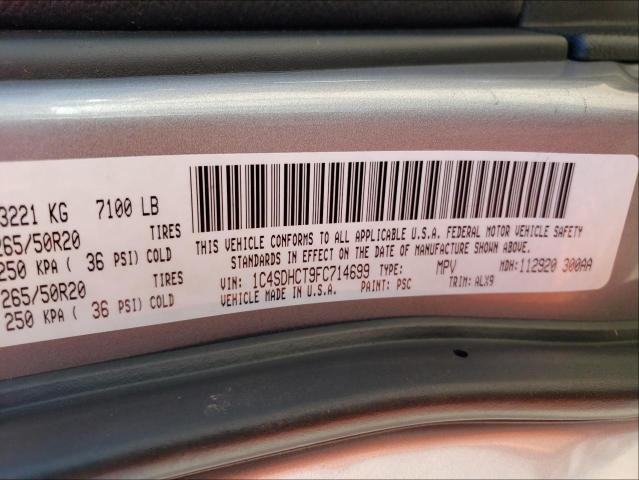 3221 KG 7100 LB
265/50R20 TIRES
250 KPA ( 36 PSI) COLD
265/50R20 TIRES
250 KPA ( 36 PSI) COLD
THIS VEHICLE CONFORMS TO ALL APPLICABLE U.S.A. FEDERAL MOTOR VEHICLE SAFETY
STANDARDS IN EFFECT ON THE DATE OF MANUFACTURE SHOWN ABOVE.
VIN: 1C4SDHCT9FC714699 TYPE: MPV MDH: 112920 300AA
VEHICLE MADE IN U.S.A. PAINT: PSC TRIM: ALX9